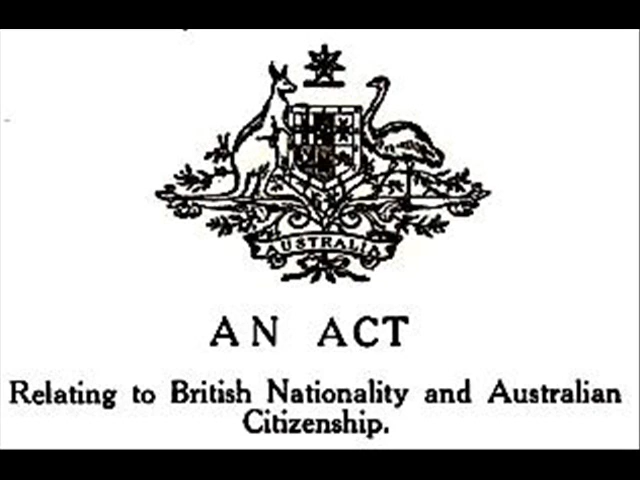 AUSTRALIA
AN ACT
Relating to British Nationality and Australian
Citizenship.